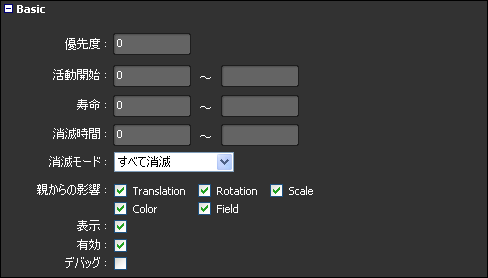 Basic
優先度： 0
活動開始： 0 ～
寿命： 0 ～
消滅時間： 0 ～
消滅モード： すべて消滅
親からの影響： Translation Rotation Scale
Color Field
表示：
有効：
デバッグ：